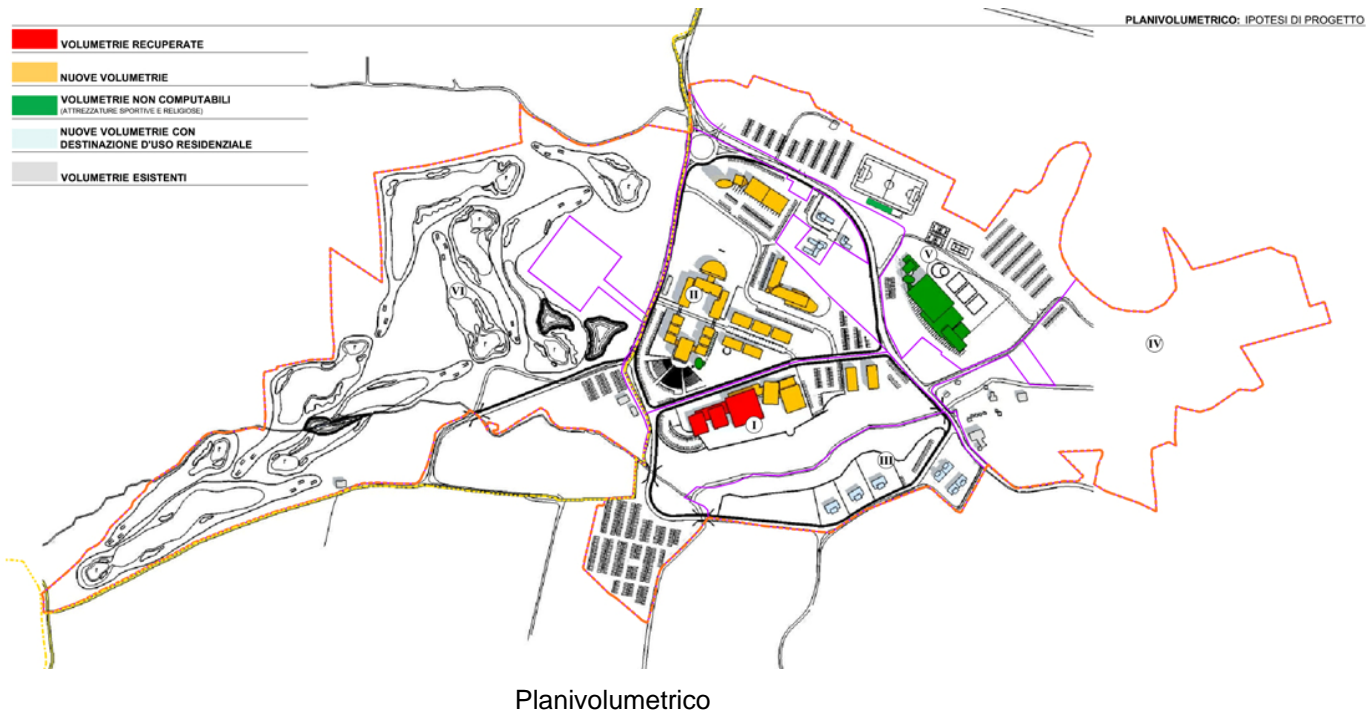 PLANIVOLUMETRICO: IPOTESI DI PROGETTO
VOLUMETRIE RECUPERATE
NUOVE VOLUMETRIE
VOLUMETRIE NON COMPUTABILI
(ATTREZZATURE SPORTIVE E RELIGIOSE)
NUOVE VOLUMETRIE CON
DESTINAZIONE D'USO RESIDENZIALE
VOLUMETRIE ESISTENTI
V
VI
II
IV
I
III
Planivolumetrico